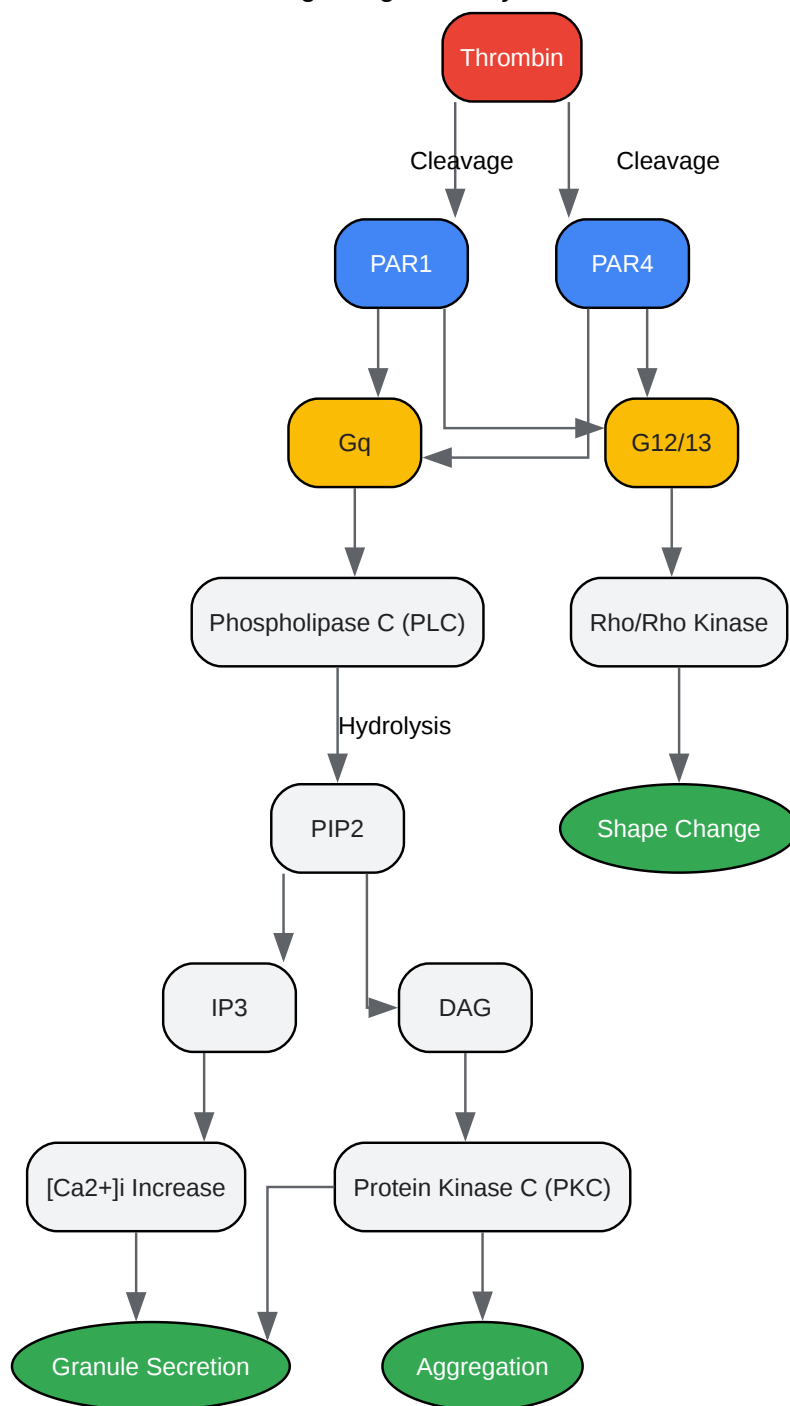 Thrombin
Cleavage
Cleavage
PAR1
PAR4
Gq
G12/13
Phospholipase C (PLC)
Rho/Rho Kinase
Hydrolysis
PIP2
Shape Change
IP3
DAG
[Ca2+]i Increase
Protein Kinase C (PKC)
Granule Secretion
Aggregation